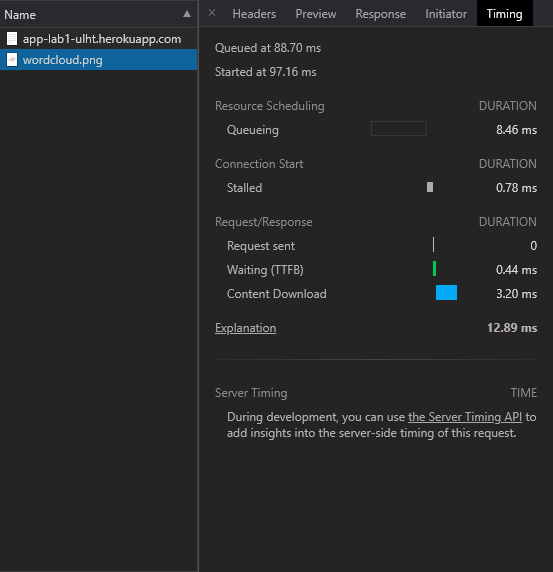 Name
app-lab1-ulht.herokuapp.com
wordcloud.png
× Headers Preview Response Initiator Timing
Queued at 88.70 ms
Started at 97.16 ms
Resource Scheduling DURATION
Queueing 8.46 ms
Connection Start DURATION
Stalled 0.78 ms
Request/Response DURATION
Request sent 0
Waiting (TTFB) 0.44 ms
Content Download 3.20 ms
Explanation 12.89 ms
Server Timing TIME
During development, you can use the Server Timing API to
add insights into the server-side timing of this request.